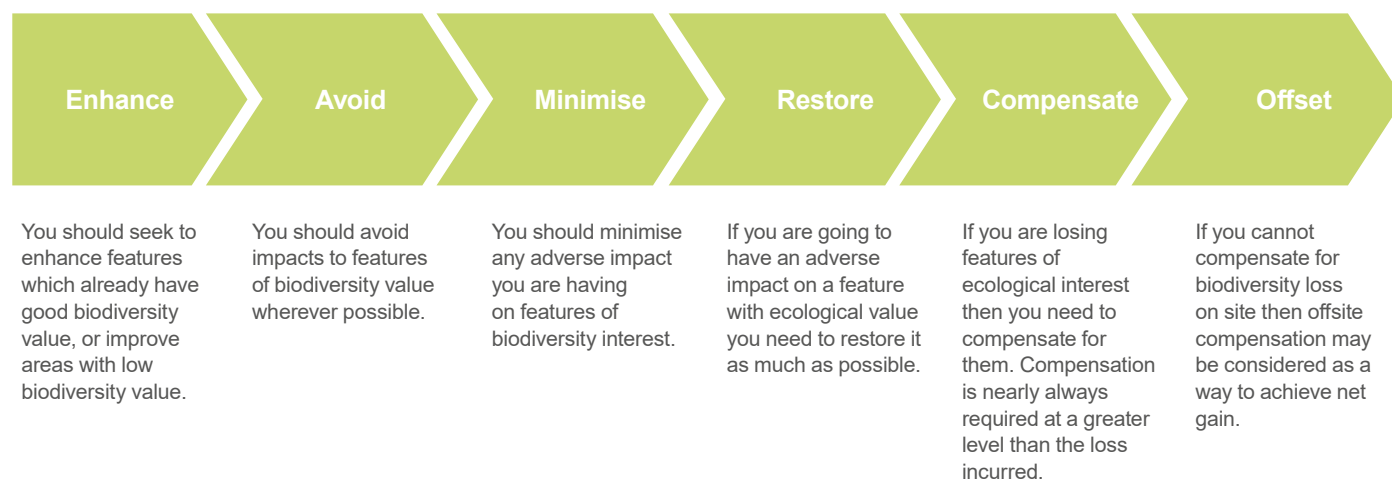 Enhance
Avoid
Minimise
Restore
Compensate
Offset
You should seek to
enhance features
which already have
good biodiversity
value, or improve
areas with low
biodiversity value.
You should avoid
impacts to features
of biodiversity value
wherever possible.
You should minimise
any adverse impact
you are having
on features of
biodiversity interest.
If you are going to
have an adverse
impact on a feature
with ecological value
you need to restore it
as much as possible.
If you are losing
features of
ecological interest
then you need to
compensate for
them. Compensation
is nearly always
required at a greater
level than the loss
incurred.
If you cannot
compensate for
biodiversity loss
on site then offsite
compensation may
be considered as a
way to achieve net
gain.